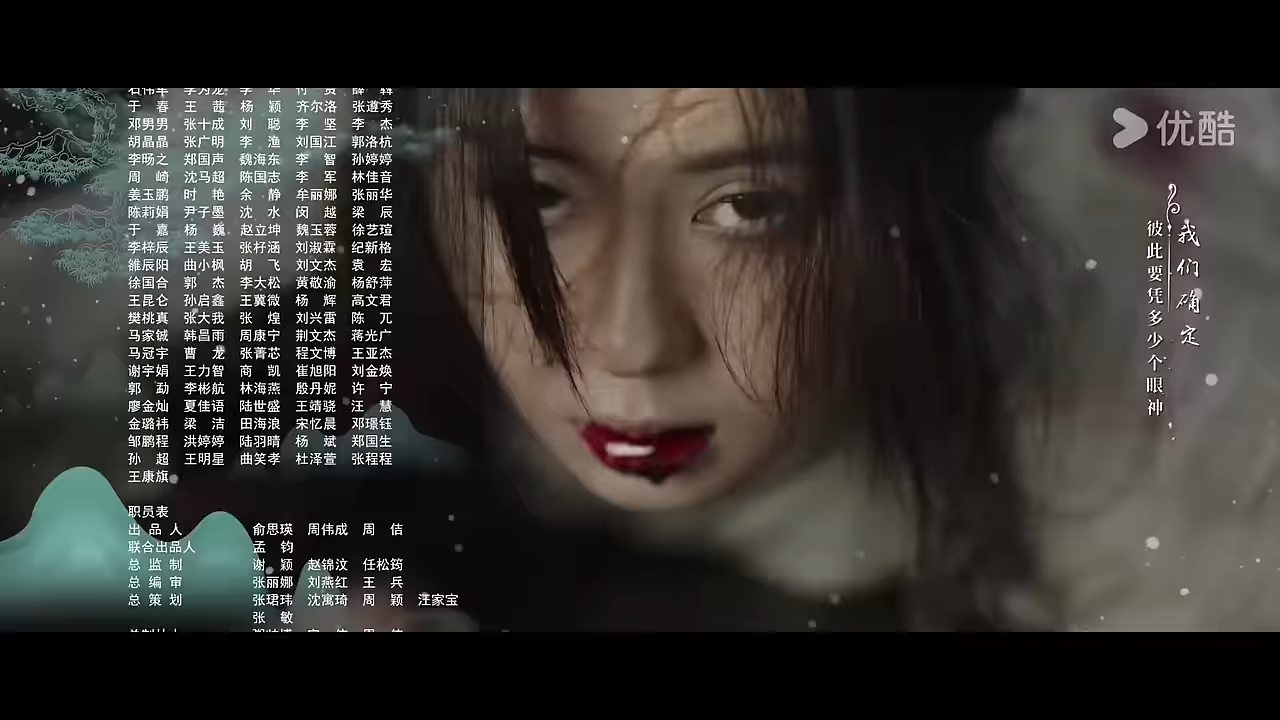 于 春 王 茜 杨 颖 齐尔洛 张遵秀
邓男男 张十成 刘 聪 李 坚 李 杰
胡晶晶 张广明 李 渔 刘国江 郭洛杭
李旸之 郑国声 魏海东 李 智 孙婷婷
周 崎 沈马超 陈国志 李 军 林佳音
姜玉鹏 时 艳 余 静 牟丽娜 张丽华
陈莉娟 尹子墨 沈 水 闵 越 梁 辰
于 嘉 杨 巍 赵立坤 魏玉蓉 徐艺瑄
李梓辰 王美玉 张籽涵 刘淑霖 纪新格
雒辰阳 曲小枫 胡 飞 刘文杰 袁 宏
徐国合 郭 杰 李大松 黄敬渝 杨舒萍
王昆仑 孙启鑫 王冀微 杨 辉 高文君
樊桃真 张大我 张 煌 刘兴雷 陈 兀
马家铖 韩昌雨 周康宁 荆文杰 蒋光广
马冠宇 曹 龙 张菁芯 程文博 王亚杰
谢宇娟 王力智 商 凯 崔旭阳 刘金焕
郭 勐 李彬航 林海燕 殷丹妮 许 宁
廖金灿 夏佳语 陆世盛 王靖骁 汪 慧
金璐祎 梁 洁 田海浪 宋忆晨 邓璟钰
邹鹏程 洪婷婷 陆羽晴 杨 斌 郑国生
孙 超 王明星 曲笑孝 杜泽萱 张程程
王康旗
职员表
出 品 人 俞思瑛 周伟成 周 佶
联合出品人 孟 钧
总 监 制 谢 颖 赵锦汶 任松筠
总 编 审 张丽娜 刘燕红 王 兵
总 策 划 张珺玮 沈寓琦 周 颖 汪家宝
张 敏
优酷
我们确定
彼此要凭多少个眼神